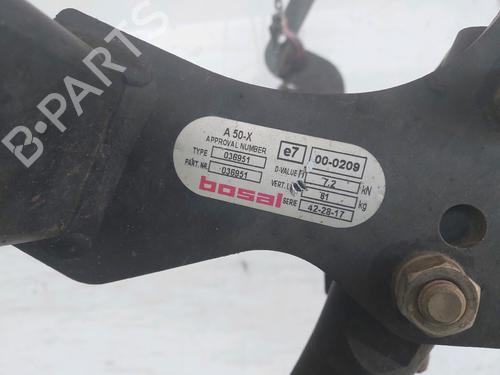 A 50-X
APPROVAL NUMBER e7 00-0209
TYPE 036951 D-VALUE 7.2 kN
PART. NR. 036951 VERT. 81 kg
bosal SERIE 42-28-17
B-PARTS